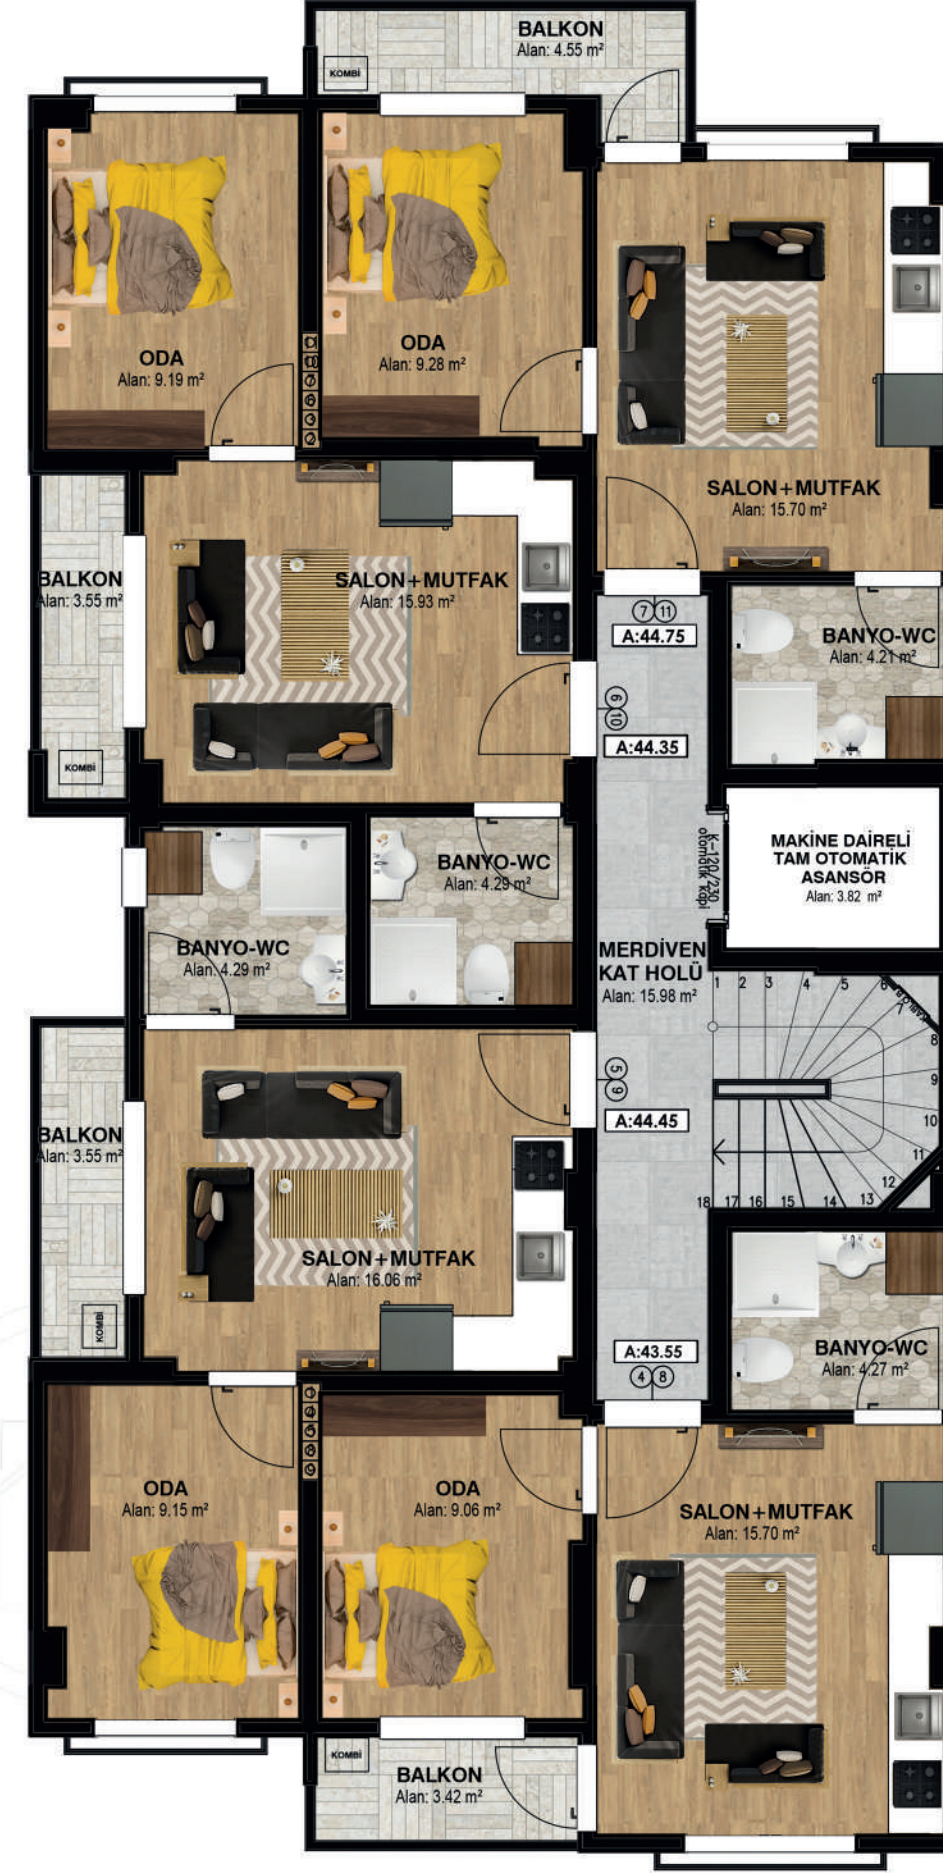 BALKON
Alan: 4.55 m²
KOMBİ
ODA
Alan: 9.19 m²
ODA
Alan: 9.28 m²
SALON+MUTFAK
Alan: 15.70 m²
BALKON
Alan: 3.55 m²
KOMBİ
SALON+MUTFAK
Alan: 15.93 m²
7 11
A:44.75
6
10
A:44.35
BANYO-WC
Alan: 4.21 m²
K-120/230
otomatik kapı
MAKİNE DAİRELİ
TAM OTOMATİK
ASANSÖR
Alan: 3.82 m²
BANYO-WC
Alan: 4.29 m²
BANYO-WC
Alan: 4.29 m²
MERDİVEN
KAT HOLÜ
Alan: 15.98 m²
1 2 3 4 5 6 7 8 9 10 11 12 13 14 15 16 17 18
5
9
A:44.45
BALKON
Alan: 3.55 m²
KOMBİ
SALON+MUTFAK
Alan: 16.06 m²
A:43.55
4 8
BANYO-WC
Alan: 4.27 m²
ODA
Alan: 9.15 m²
ODA
Alan: 9.06 m²
SALON+MUTFAK
Alan: 15.70 m²
KOMBİ
BALKON
Alan: 3.42 m²